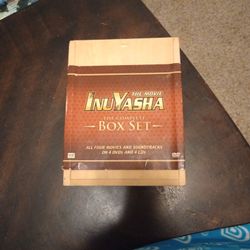 THE MOVIE
INUYASHA
THE COMPLETE
BOX SET
ALL FOUR MOVIES AND SOUNDTRACKS
ON 4 DVDS AND 4 CDS